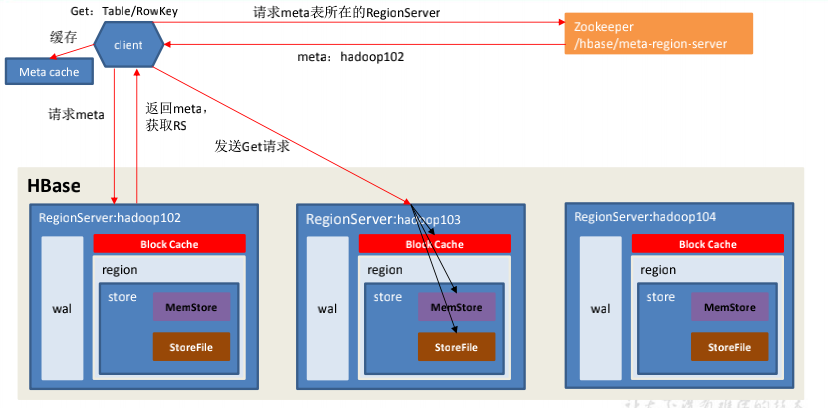 Get：Table/RowKey
请求meta表所在的RegionServer
Zookeeper
/hbase/meta-region-server
缓存
client
meta：hadoop102
Meta cache
请求meta
返回meta，
获取RS
发送Get请求
HBase
RegionServer:hadoop102
Block Cache
wal
region
store
MemStore
StoreFile
RegionServer:hadoop103
Block Cache
wal
region
store
MemStore
StoreFile
RegionServer:hadoop104
Block Cache
wal
region
store
MemStore
StoreFile